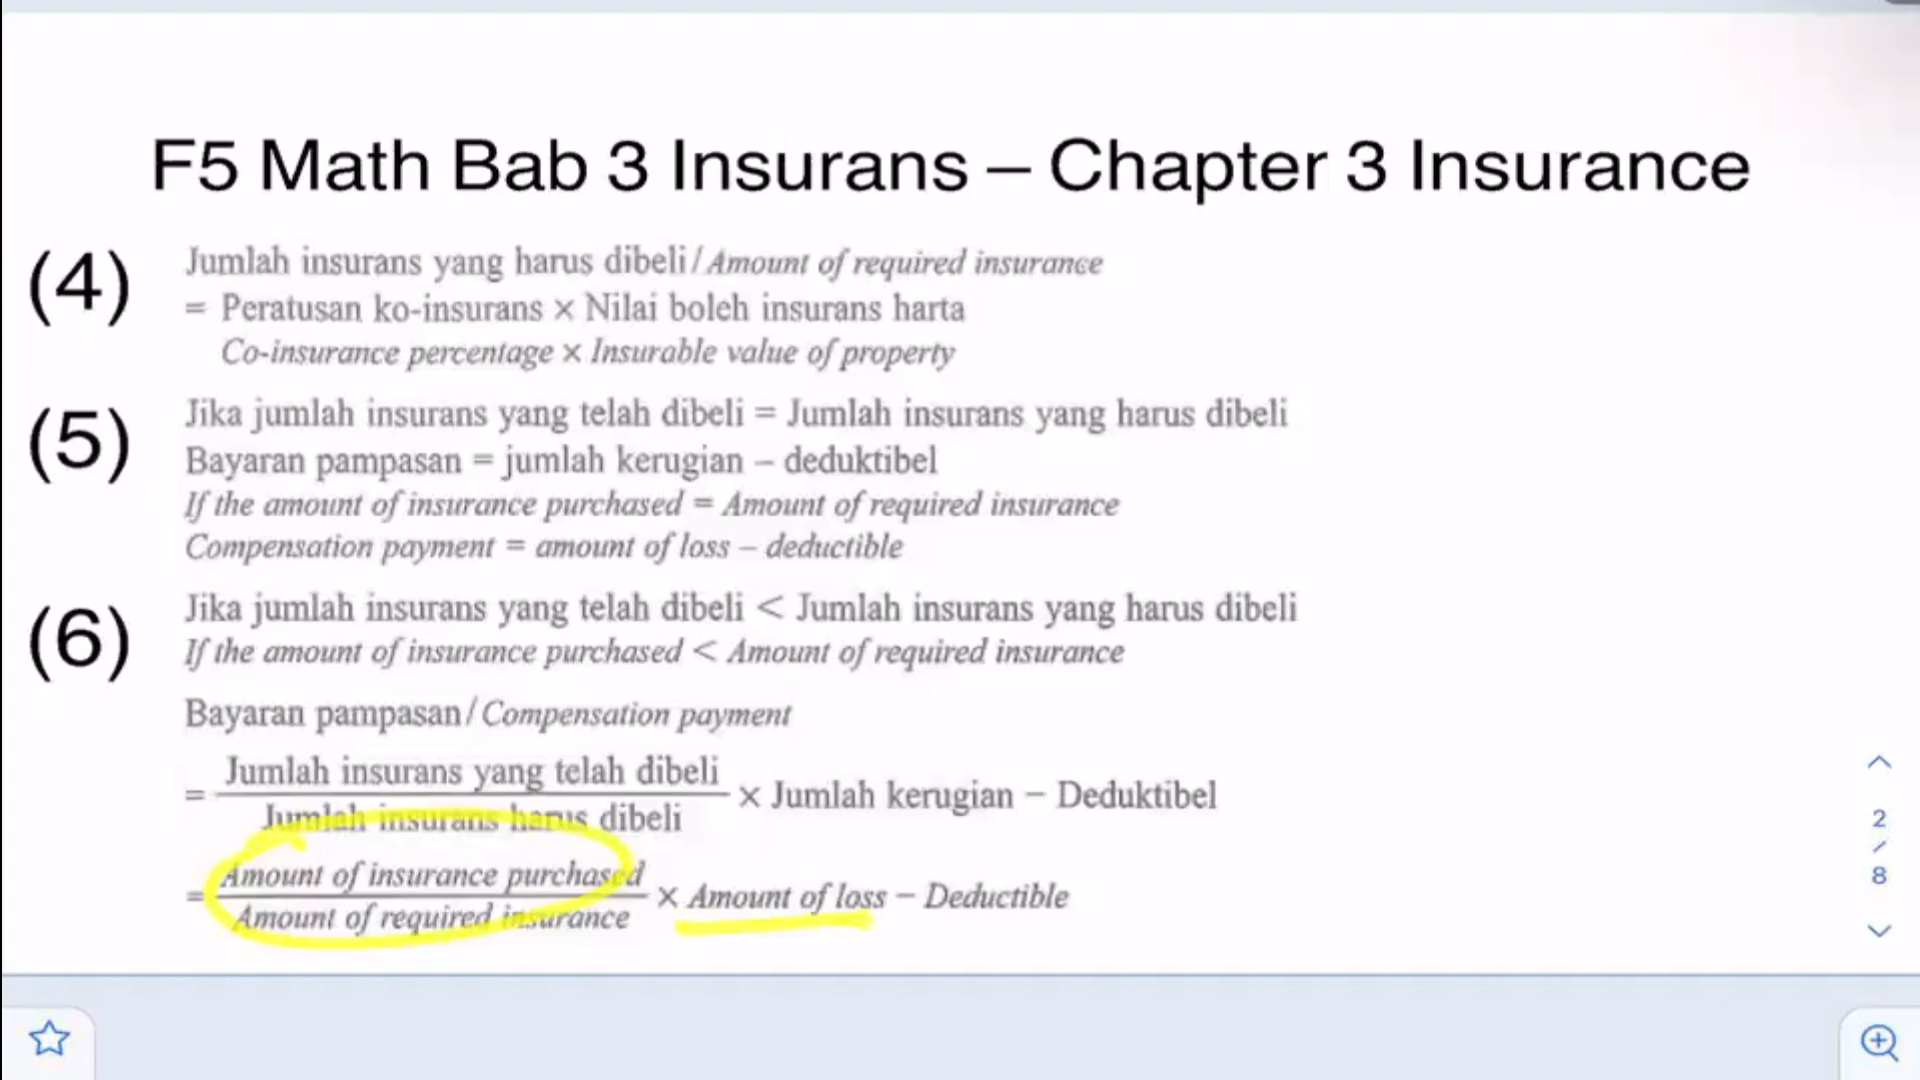 F5 Math Bab 3 Insurans – Chapter 3 Insurance
(4) Jumlah insurans yang harus dibeli/Amount of required insurance
= Peratusan ko-insurans × Nilai boleh insurans harta
Co-insurance percentage × Insurable value of property
(5) Jika jumlah insurans yang telah dibeli = Jumlah insurans yang harus dibeli
Bayaran pampasan = jumlah kerugian – deduktibel
If the amount of insurance purchased = Amount of required insurance
Compensation payment = amount of loss – deductible
(6) Jika jumlah insurans yang telah dibeli < Jumlah insurans yang harus dibeli
If the amount of insurance purchased < Amount of required insurance
Bayaran pampasan/Compensation payment
= Jumlah insurans yang telah dibeli
Jumlah insurans harus dibeli
× Jumlah kerugian – Deduktibel
= Amount of insurance purchased
Amount of required insurance
× Amount of loss – Deductible
2
/
8